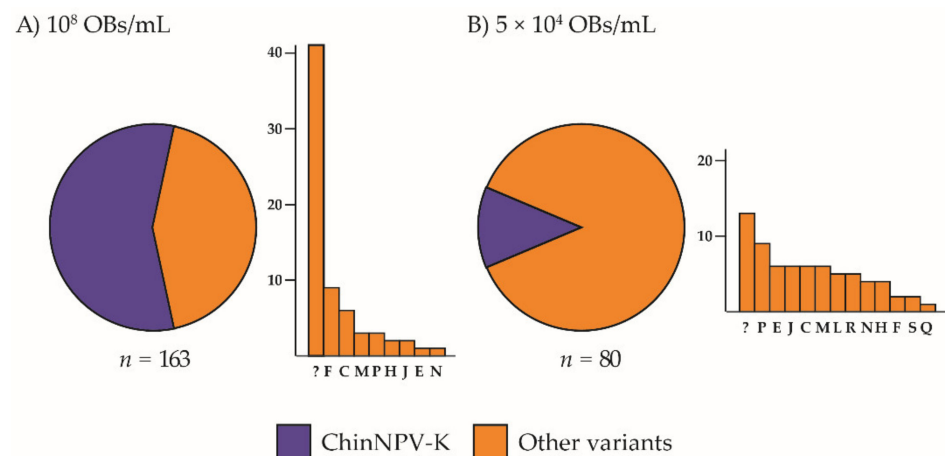 A) 10⁸ OBs/mL
40
30
20
10
? F C M P H J E N
n = 163
B) 5 × 10⁴ OBs/mL
20
10
? P E J C M L R N H F S Q
n = 80
ChinNPV-K
Other variants